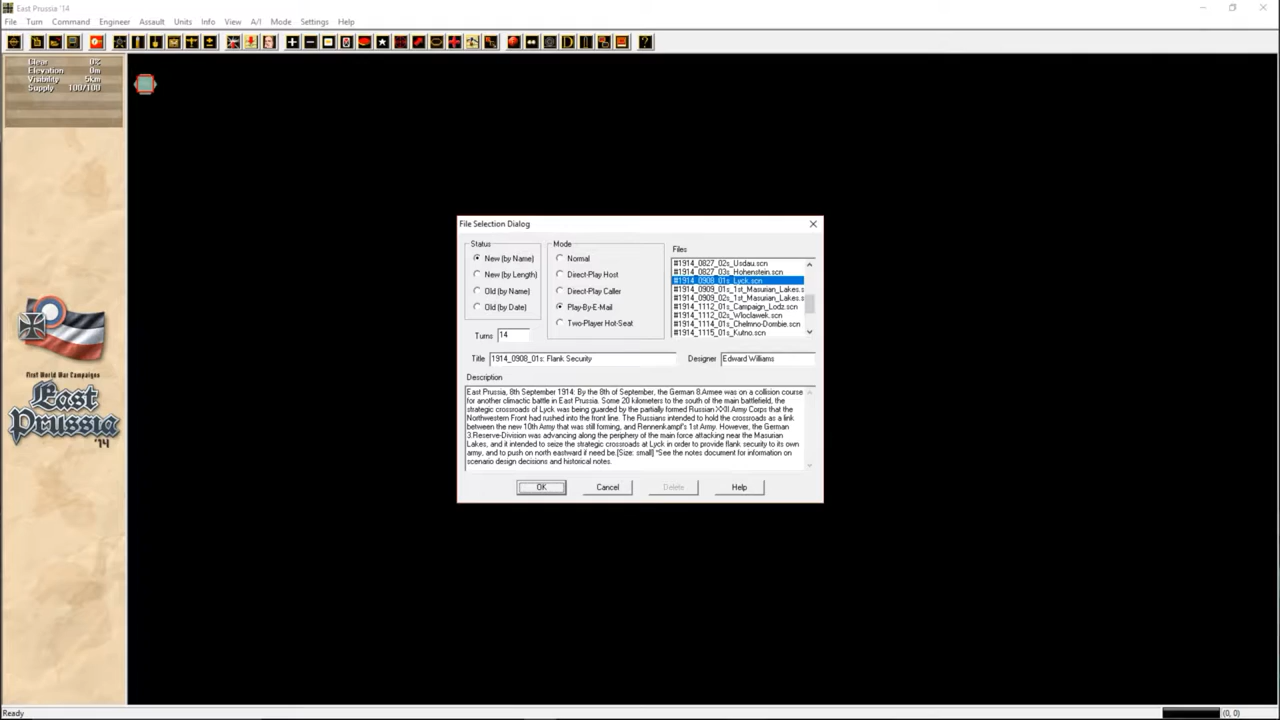 East Prussia '14
File Turn Command Engineer Assault Units Info View A/I Mode Settings Help
Clear 0%
Elevation 0m
Visibility 5km
Supply 100/100
First World War Campaigns
East
Prussia
'14
File Selection Dialog
Status
New (by Name)
New (by Length)
Old (by Name)
Old (by Date)
Turns 14
Mode
Normal
Direct-Play Host
Direct-Play Caller
Play-By-E-Mail
Two-Player Hot-Seat
Files
#1914_0827_02s_Usdau.scn
#1914_0827_03s_Hohenstein.scn
#1914_0908_01s_Lyck.scn
#1914_0909_01s_1st_Masurian_Lakes.s
#1914_0909_02s_1st_Masurian_Lakes.s
#1914_1112_01s_Campaign_Lodz.scn
#1914_1112_02s_Wloclawek.scn
#1914_1114_01s_Chelmno-Dombie.scn
#1914_1115_01s_Kutno.scn
Title 1914_0908_01s: Flank Security Designer Edward Williams
Description
East Prussia, 8th September 1914: By the 8th of September, the German 8.Armee was on a collision course
for another climactic battle in East Prussia. Some 20 kilometers to the south of the main battlefield, the
strategic crossroads of Lyck was being guarded by the partially formed Russian XXII.Army Corps that the
Northwestern Front had rushed into the front line. The Russians intended to hold the crossroads as a link
between the new 10th Army that was still forming, and Rennenkampf's 1st Army. However, the German
3.Reserve-Division was advancing along the periphery of the main force attacking near the Masurian
Lakes, and it intended to seize the strategic crossroads at Lyck in order to provide flank security to its own
army, and to push on north eastward if need be.[Size: small] *See the notes document for information on
scenario design decisions and historical notes.
OK Cancel Delete Help
Ready (0, 0)